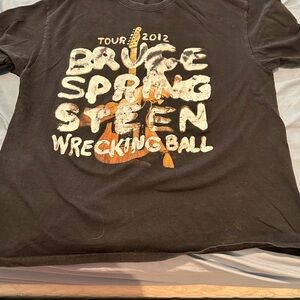 TOUR 2012
BRUCE
SPRING
STEEN
WRECKING BALL